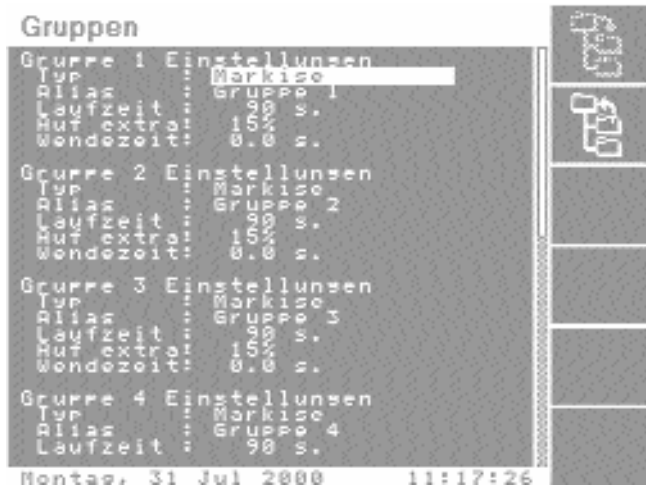 Gruppen
Gruppe 1 Einstellungen
Typ : Markise
Alias : Gruppe 1
Laufzeit : 90 s.
Auf extra: 15%
Wendezeit: 0.0 s.
Gruppe 2 Einstellungen
Typ : Markise
Alias : Gruppe 2
Laufzeit : 90 s.
Auf extra: 15%
Wendezeit: 0.0 s.
Gruppe 3 Einstellungen
Typ : Markise
Alias : Gruppe 3
Laufzeit : 90 s.
Auf extra: 15%
Wendezeit: 0.0 s.
Gruppe 4 Einstellungen
Typ : Markise
Alias : Gruppe 4
Laufzeit : 90 s.
Montag, 31 Jul 2000 11:17:26